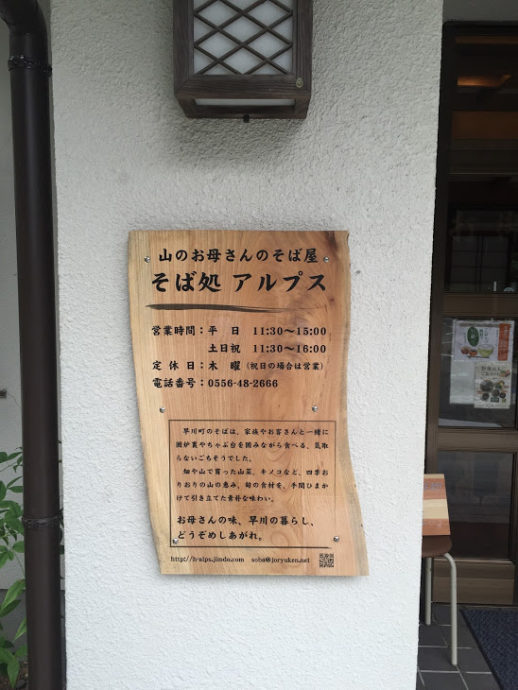 山のお母さんのそば屋
そば処 アルプス
営業時間：平 日 11:30～15:00
土日祝 11:30～16:00
定 休 日：木 曜（祝日の場合は営業）
電話番号：0556-48-2666
早川町のそばは、家族やお客さんと一緒に
囲炉裏やちゃぶ台を囲みながら食べる、気取
らないごちそうでした。
畑や山で育った山菜、キノコなど、四季お
りおりの山の恵み、旬の食材を、手間ひまか
けて引き立てた素朴な味わい。
お母さんの味、早川の暮らし、
どうぞめしあがれ。
http://h-alps.jimdo.com soba@joryuken.net